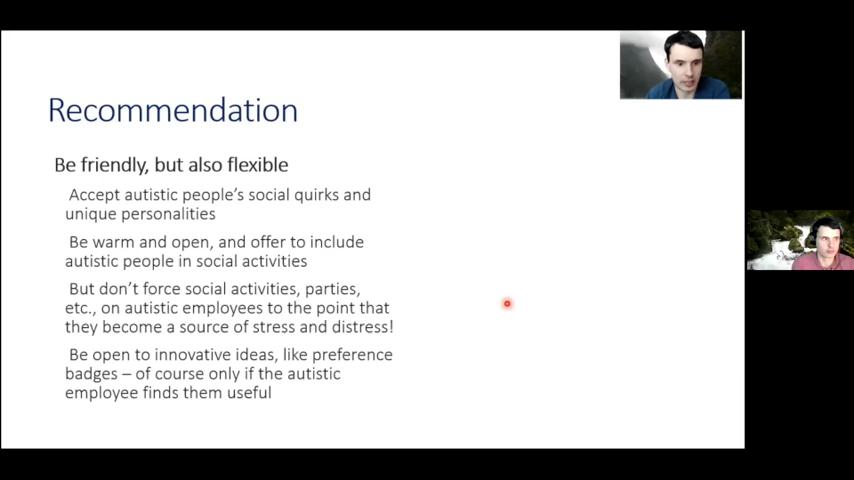 Recommendation
Be friendly, but also flexible
Accept autistic people's social quirks and
unique personalities
Be warm and open, and offer to include
autistic people in social activities
But don't force social activities, parties,
etc., on autistic employees to the point that
they become a source of stress and distress!
Be open to innovative ideas, like preference
badges – of course only if the autistic
employee finds them useful